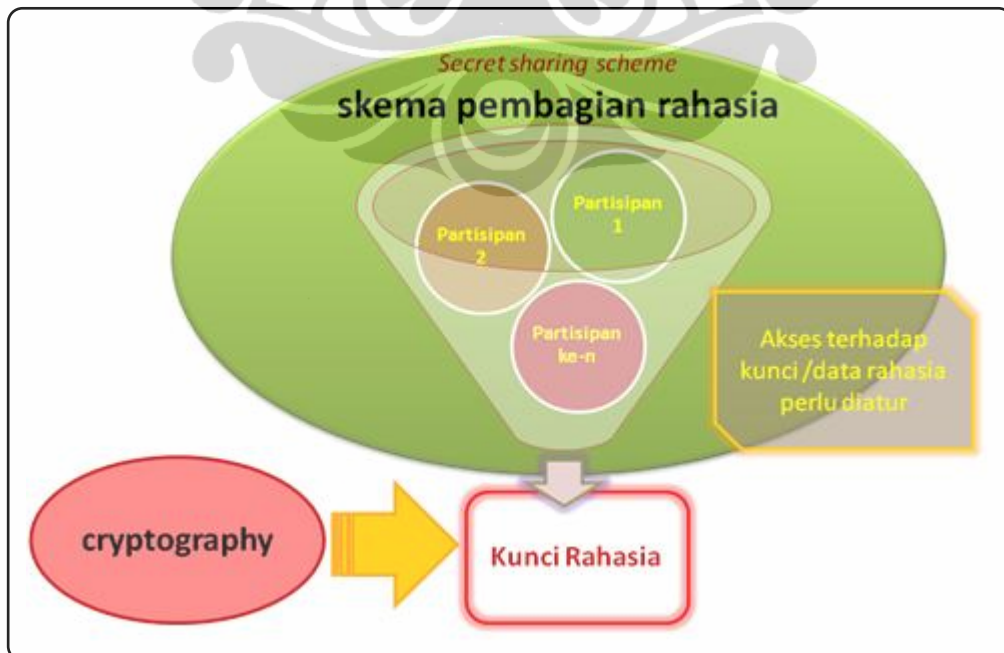 Secret sharing scheme
skema pembagian rahasia
Partisipan
1
Partisipan
2
Partisipan
ke-n
Akses terhadap
kunci /data rahasia
perlu diatur
cryptography
Kunci Rahasia